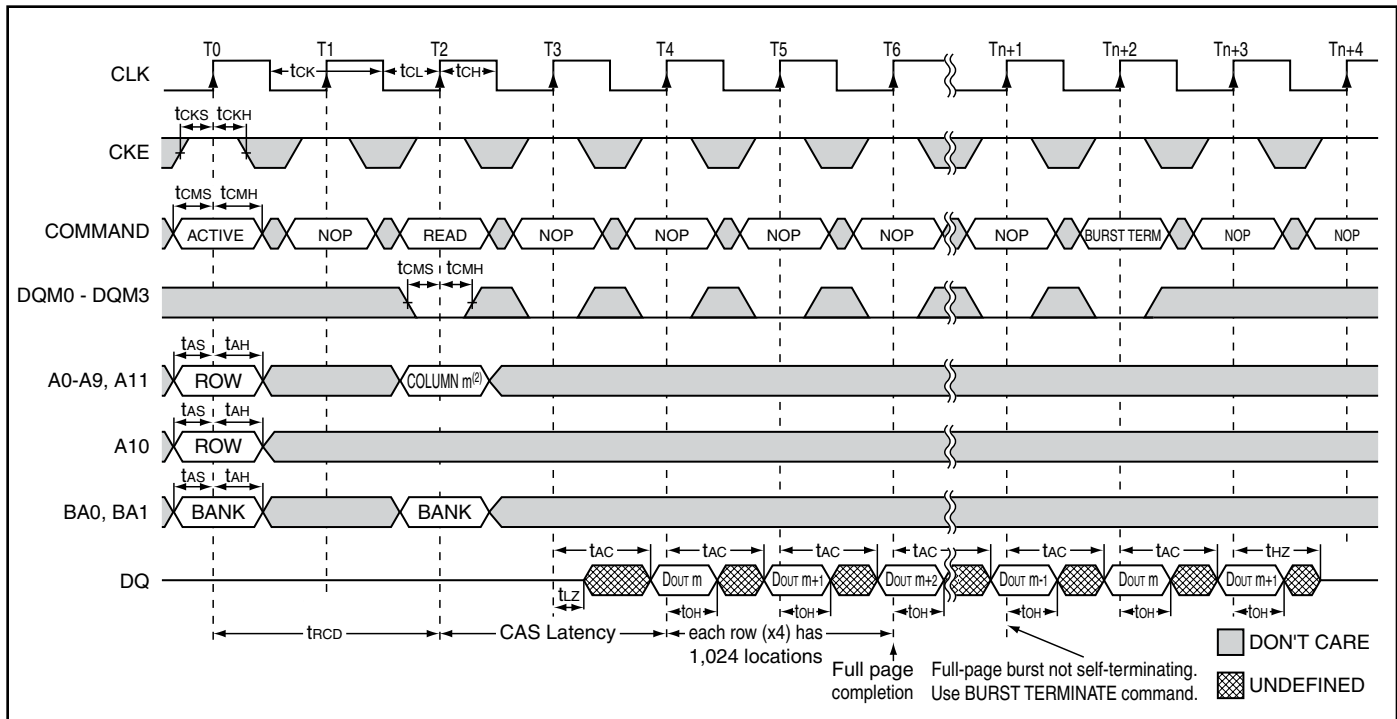 T0 T1 T2 T3 T4 T5 T6 Tn+1 Tn+2 Tn+3 Tn+4
CLK tCK tCL tCH
tCKS tCKH
CKE
tCMS tCMH
COMMAND ACTIVE NOP READ NOP NOP NOP NOP NOP BURST TERM NOP NOP
tCMS tCMH
DQM0 - DQM3
tAS tAH
A0-A9, A11 ROW COLUMN m(2)
tAS tAH
A10 ROW
tAS tAH
BA0, BA1 BANK BANK
tAC tAC tAC tAC tAC tAC tHZ
DQ DOUT m DOUT m+1 DOUT m+2 DOUT m-1 DOUT m DOUT m+1
tLZ tOH tOH tOH tOH tOH tOH
tRCD CAS Latency each row (x4) has
1,024 locations
Full page
completion
Full-page burst not self-terminating.
Use BURST TERMINATE command.
DON'T CARE
UNDEFINED